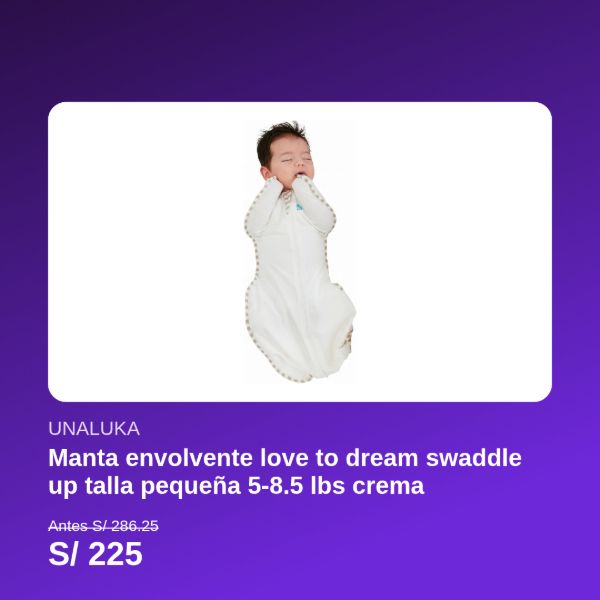 UNALUKA
Manta envolvente love to dream swaddle
up talla pequeña 5-8.5 lbs crema
Antes S/ 286.25
S/ 225